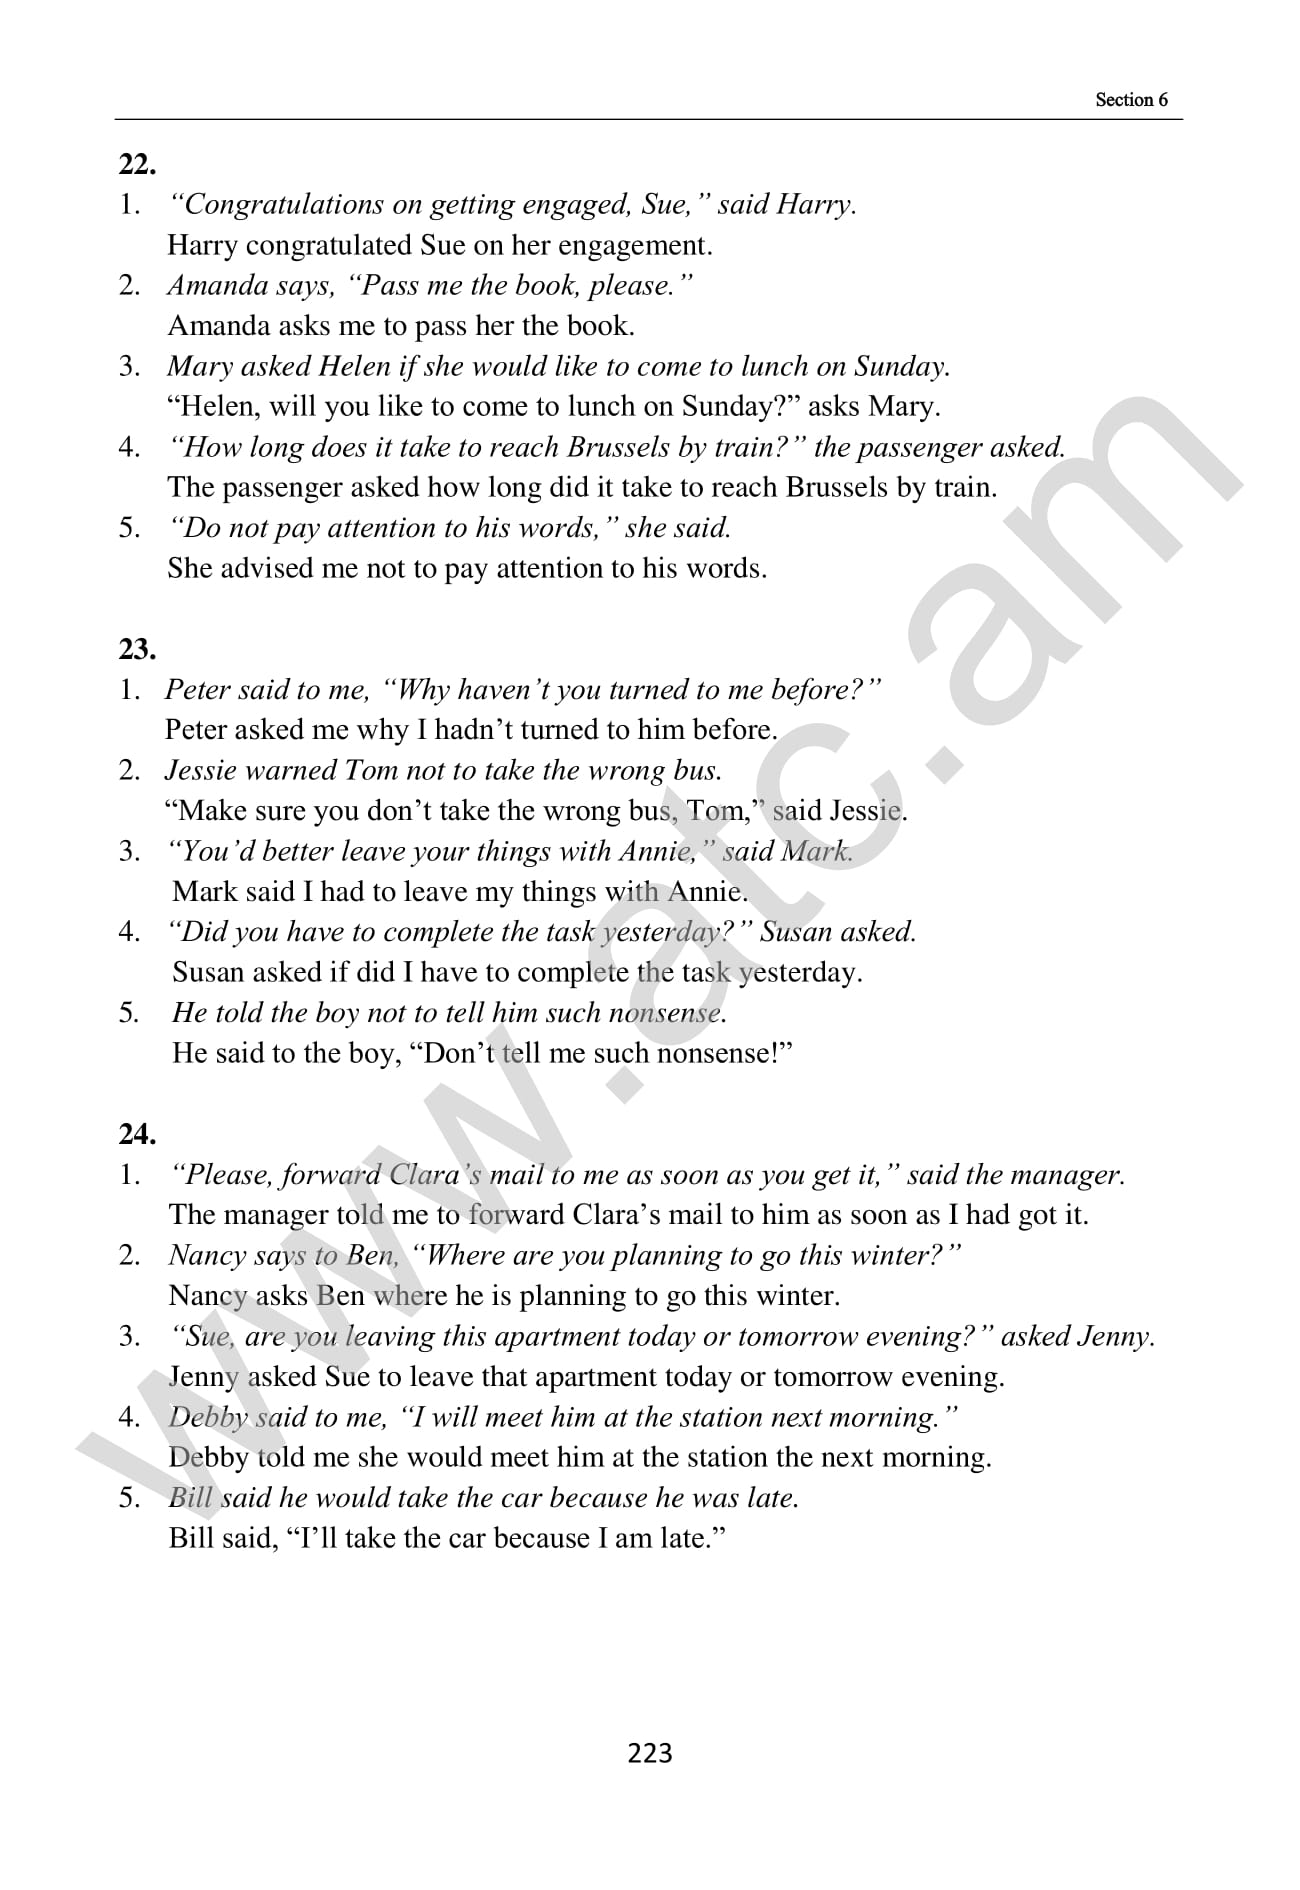 Section 6
22.
1. “Congratulations on getting engaged, Sue,” said Harry.
Harry congratulated Sue on her engagement.
2. Amanda says, “Pass me the book, please.”
Amanda asks me to pass her the book.
3. Mary asked Helen if she would like to come to lunch on Sunday.
“Helen, will you like to come to lunch on Sunday?” asks Mary.
4. “How long does it take to reach Brussels by train?” the passenger asked.
The passenger asked how long did it take to reach Brussels by train.
5. “Do not pay attention to his words,” she said.
She advised me not to pay attention to his words.
23.
1. Peter said to me, “Why haven’t you turned to me before?”
Peter asked me why I hadn’t turned to him before.
2. Jessie warned Tom not to take the wrong bus.
“Make sure you don’t take the wrong bus, Tom,” said Jessie.
3. “You’d better leave your things with Annie,” said Mark.
Mark said I had to leave my things with Annie.
4. “Did you have to complete the task yesterday?” Susan asked.
Susan asked if did I have to complete the task yesterday.
5. He told the boy not to tell him such nonsense.
He said to the boy, “Don’t tell me such nonsense!”
24.
1. “Please, forward Clara’s mail to me as soon as you get it,” said the manager.
The manager told me to forward Clara’s mail to him as soon as I had got it.
2. Nancy says to Ben, “Where are you planning to go this winter?”
Nancy asks Ben where he is planning to go this winter.
3. “Sue, are you leaving this apartment today or tomorrow evening?” asked Jenny.
Jenny asked Sue to leave that apartment today or tomorrow evening.
4. Debby said to me, “I will meet him at the station next morning.”
Debby told me she would meet him at the station the next morning.
5. Bill said he would take the car because he was late.
Bill said, “I’ll take the car because I am late.”
223
www.atc.am